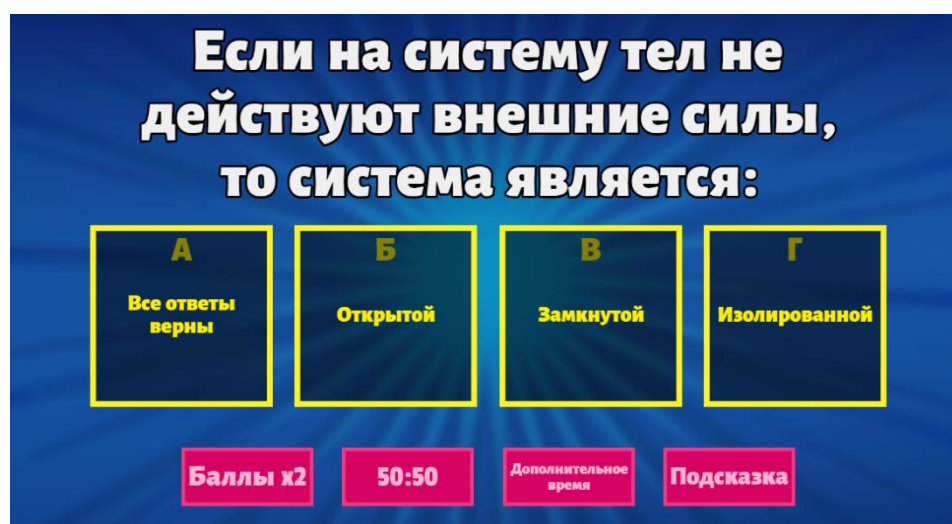 Если на систему тел не
действуют внешние силы,
то система является:
А
Все ответы
верны
Б
Открытой
В
Замкнутой
Г
Изолированной
Баллы x2
50:50
Дополнительное
время
Подсказка